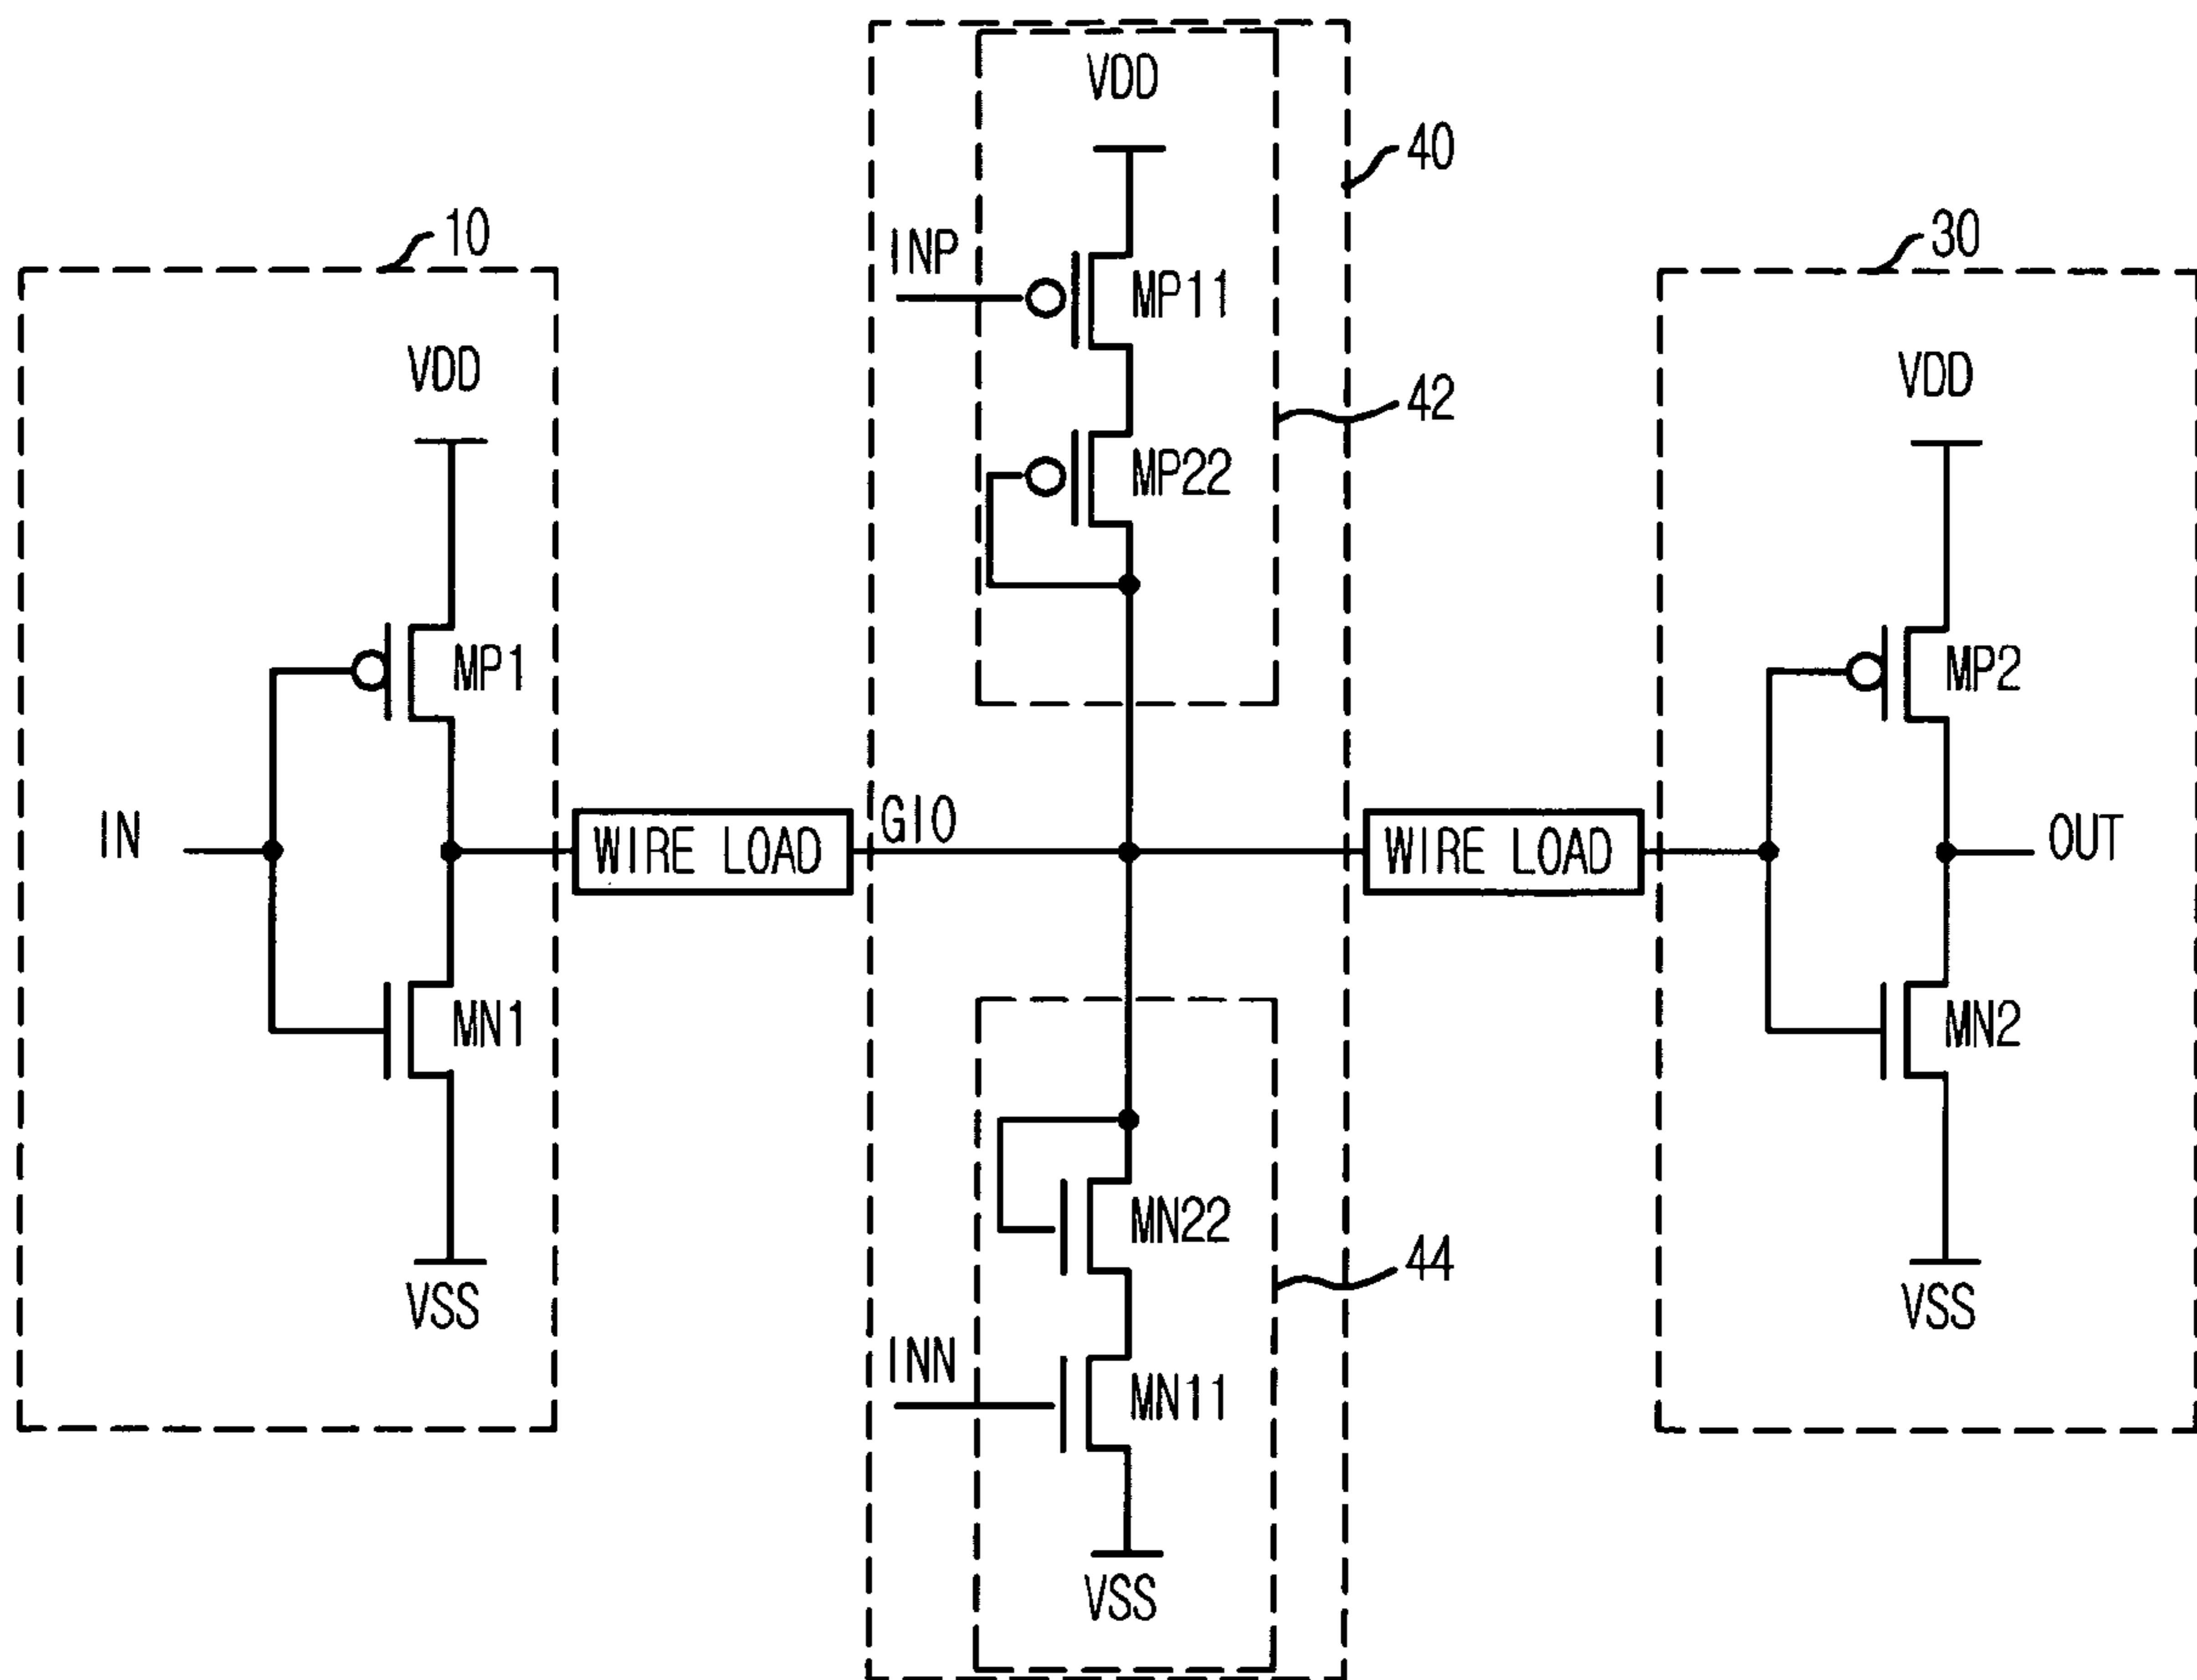 10
IN
VDD
MP1
MN1
VSS
WIRE LOAD
40
42
VDD
INP
MP11
MP22
GIO
MN22
INN
MN11
VSS
44
WIRE LOAD
30
VDD
MP2
OUT
MN2
VSS